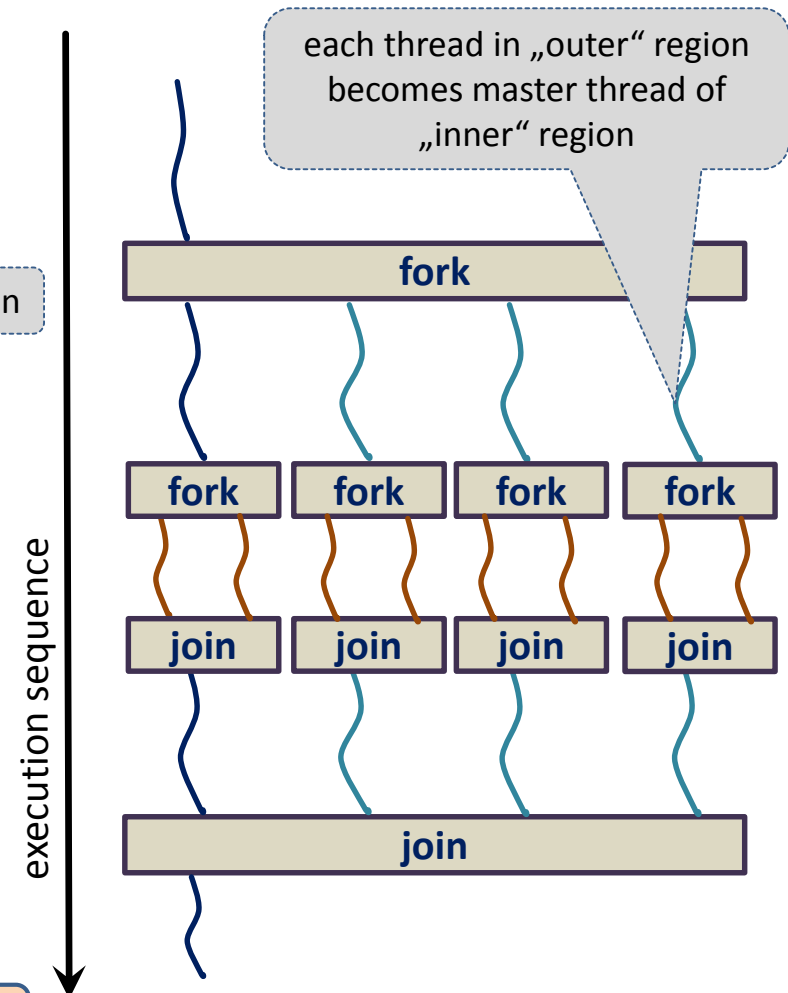 each thread in „outer“ region
becomes master thread of
„inner“ region
fork
n
fork
fork
fork
fork
join
join
join
join
execution sequence
join